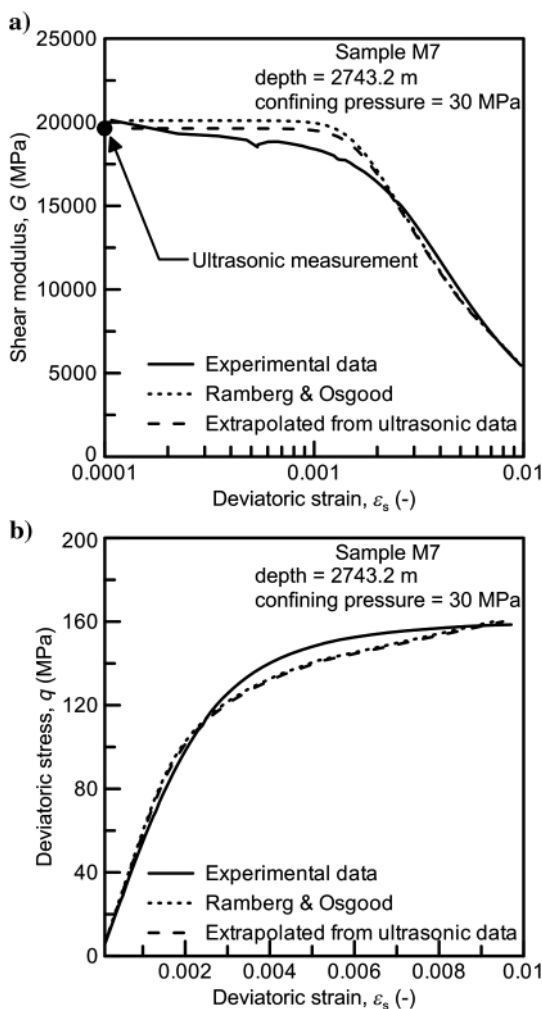 a)
25000
20000
15000
10000
5000
0
Shear modulus, G (MPa)
Sample M7
depth = 2743.2 m
confining pressure = 30 MPa
Ultrasonic measurement
Experimental data
Ramberg & Osgood
Extrapolated from ultrasonic data
0.0001
0.001
0.01
Deviatoric strain, εs (-)
b)
200
160
120
80
40
0
Deviatoric stress, q (MPa)
Sample M7
depth = 2743.2 m
confining pressure = 30 MPa
Experimental data
Ramberg & Osgood
Extrapolated from ultrasonic data
0.002
0.004
0.006
0.008
0.01
Deviatoric strain, εs (-)